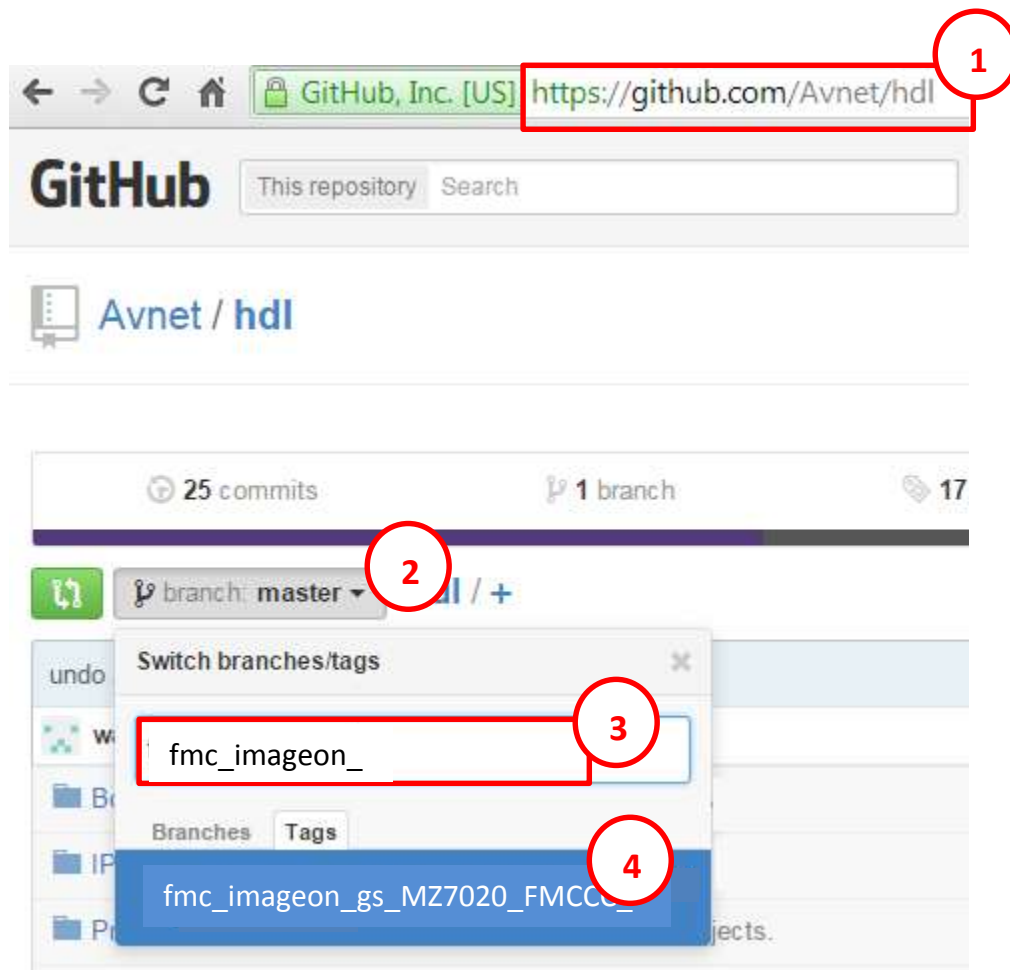 1
GitHub, Inc. [US] https://github.com/Avnet/hdl
GitHub This repository Search
Avnet / hdl
25 commits 1 branch 17
2
branch: master / +
Switch branches/tags
undo
3
fmc_imageon_
Branches Tags
4
fmc_imageon_gs_MZ7020_FMCCC_
jects.